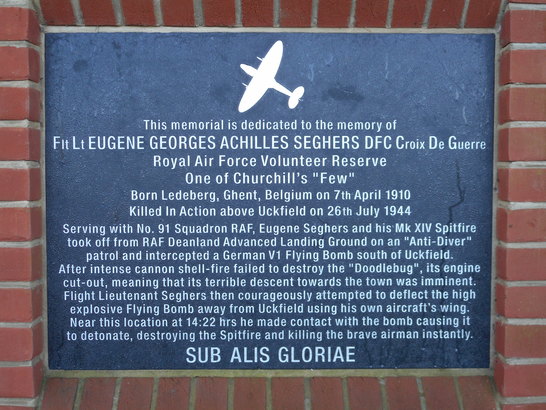 This memorial is dedicated to the memory of
Flt Lt EUGENE GEORGES ACHILLES SEGHERS DFC Croix De Guerre
Royal Air Force Volunteer Reserve
One of Churchill's "Few"
Born Ledeberg, Ghent, Belgium on 7th April 1910
Killed In Action above Uckfield on 26th July 1944
Serving with No. 91 Squadron RAF, Eugene Seghers and his Mk XIV Spitfire
took off from RAF Deanland Advanced Landing Ground on an "Anti-Diver"
patrol and intercepted a German V1 Flying Bomb south of Uckfield.
After intense cannon shell-fire failed to destroy the "Doodlebug", its engine
cut-out, meaning that its terrible descent towards the town was imminent.
Flight Lieutenant Seghers then courageously attempted to deflect the high
explosive Flying Bomb away from Uckfield using his own aircraft's wing.
Near this location at 14:22 hrs he made contact with the bomb causing it
to detonate, destroying the Spitfire and killing the brave airman instantly.
SUB ALIS GLORIAE